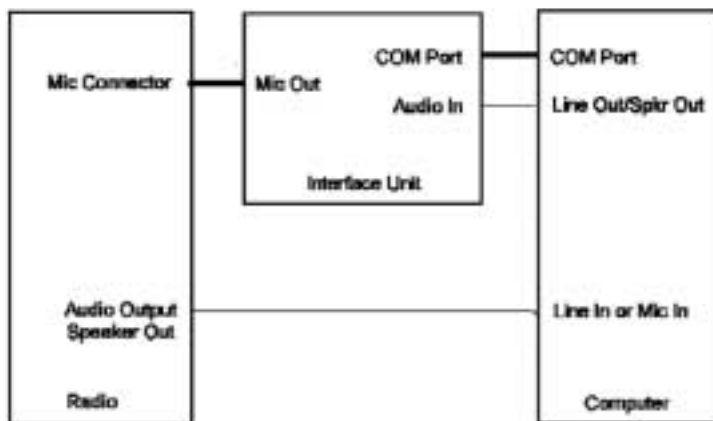 Mic Connector
Audio Output
Speaker Out
Radio
Mic Out
COM Port
Audio In
Interface Unit
COM Port
Line Out/Spkr Out
Line In or Mic In
Computer